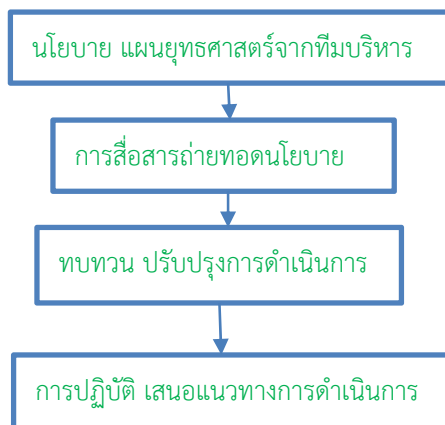 นโยบาย แผนยุทธศาสตร์จากทีมบริหาร
การสื่อสารถ่ายทอดนโยบาย
ทบทวน ปรับปรุงการดำเนินการ
การปฏิบัติ เสนอแนวทางการดำเนินการ